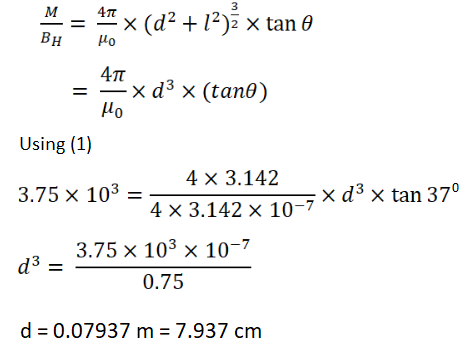 M/B_H = 4π/μ₀ × (d² + l²)^(3/2) × tan θ
= 4π/μ₀ × d³ × (tanθ)
Using (1)
3.75 × 10³ = (4 × 3.142)/(4 × 3.142 × 10⁻⁷) × d³ × tan 37⁰
d³ = (3.75 × 10³ × 10⁻⁷)/0.75
d = 0.07937 m = 7.937 cm